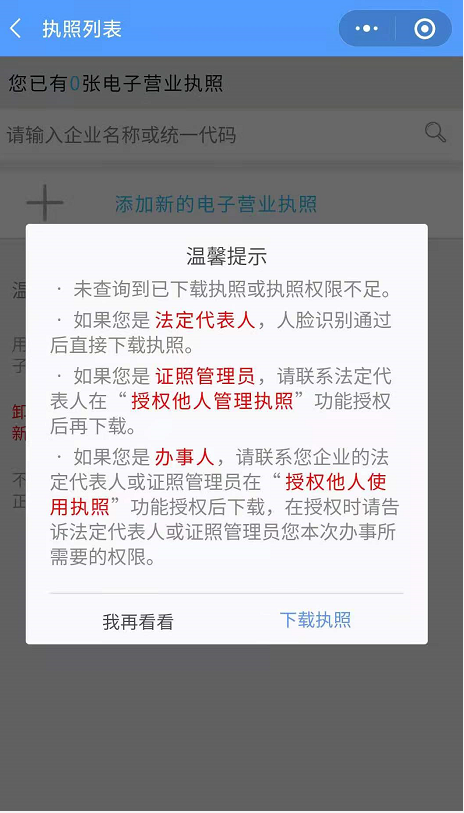 执照列表
您已有0张电子营业执照
请输入企业名称或统一代码
添加新的电子营业执照
温馨提示
· 未查询到已下载执照或执照权限不足。
· 如果您是 法定代表人，人脸识别通过
后直接下载执照。
· 如果您是 证照管理员，请联系法定代
表人在“授权他人管理执照”功能授权
后再下载。
· 如果您是 办事人，请联系您企业的法
定代表人或证照管理员在“授权他人使
用执照”功能授权后下载，在授权时请告
诉法定代表人或证照管理员您本次办事所
需要的权限。
我再看看
下载执照
温
用
子
卸
新
不
正